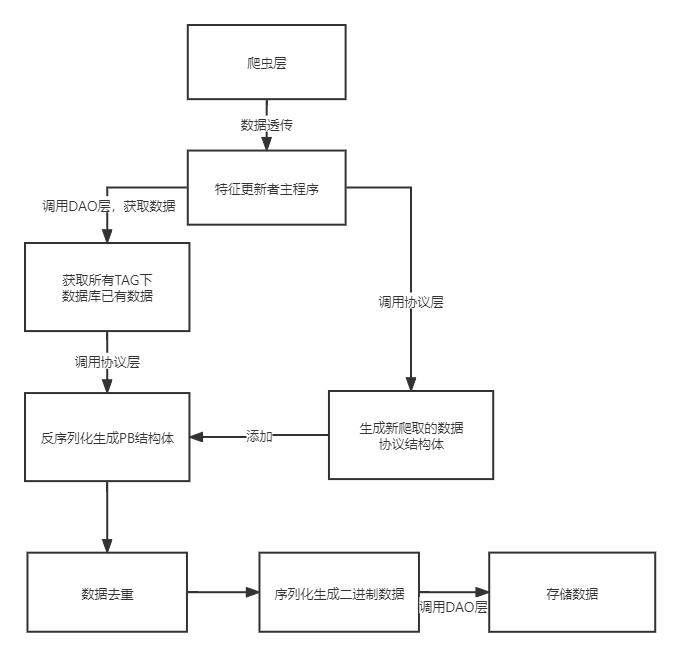 爬虫层
数据透传
特征更新者主程序
调用DAO层，获取数据
获取所有TAG下
数据库已有数据
调用协议层
调用协议层
反序列化生成PB结构体
添加
生成新爬取的数据
协议结构体
数据去重
序列化生成二进制数据
调用DAO层
存储数据